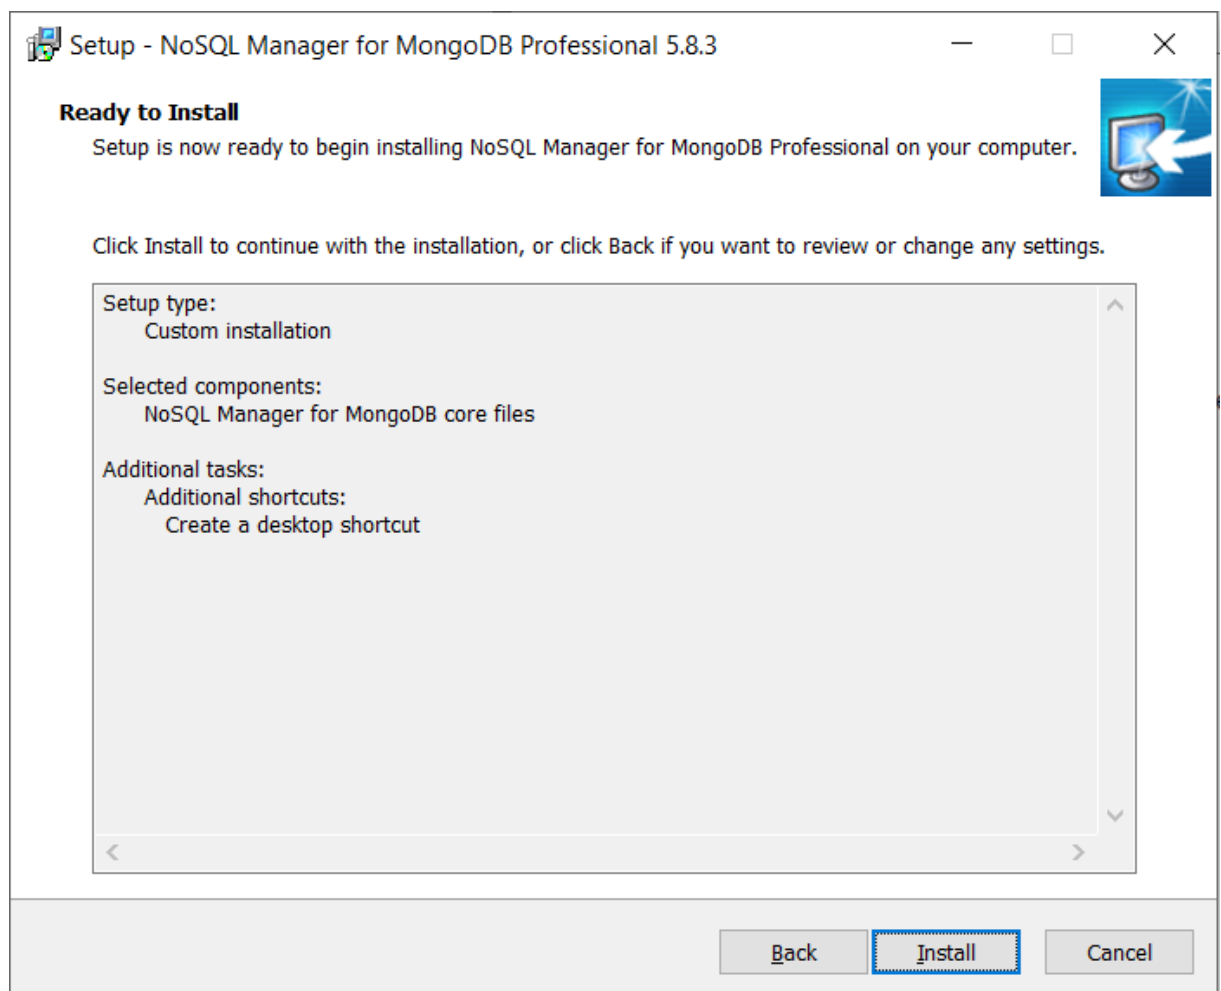 Setup - NoSQL Manager for MongoDB Professional 5.8.3
Ready to Install
Setup is now ready to begin installing NoSQL Manager for MongoDB Professional on your computer.
Click Install to continue with the installation, or click Back if you want to review or change any settings.
Setup type:
Custom installation
Selected components:
NoSQL Manager for MongoDB core files
Additional tasks:
Additional shortcuts:
Create a desktop shortcut
Back Install Cancel